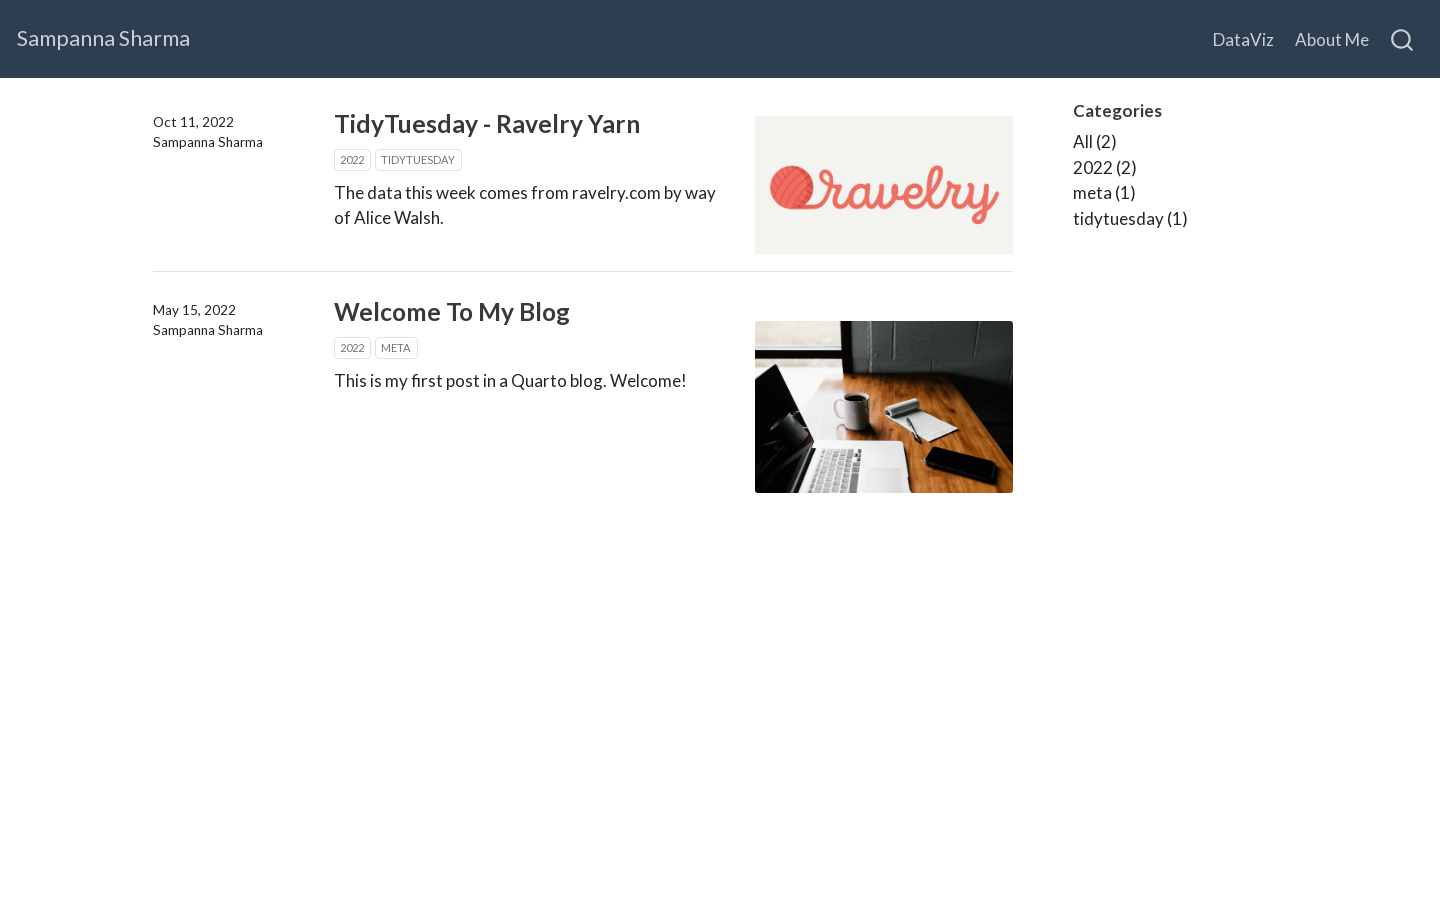 Sampanna Sharma
DataViz
About Me
Oct 11, 2022
Sampanna Sharma
TidyTuesday - Ravelry Yarn
2022 TIDYTUESDAY
The data this week comes from ravelry.com by way
of Alice Walsh.
ravelry
May 15, 2022
Sampanna Sharma
Welcome To My Blog
2022 META
This is my first post in a Quarto blog. Welcome!
Categories
All (2)
2022 (2)
meta (1)
tidytuesday (1)